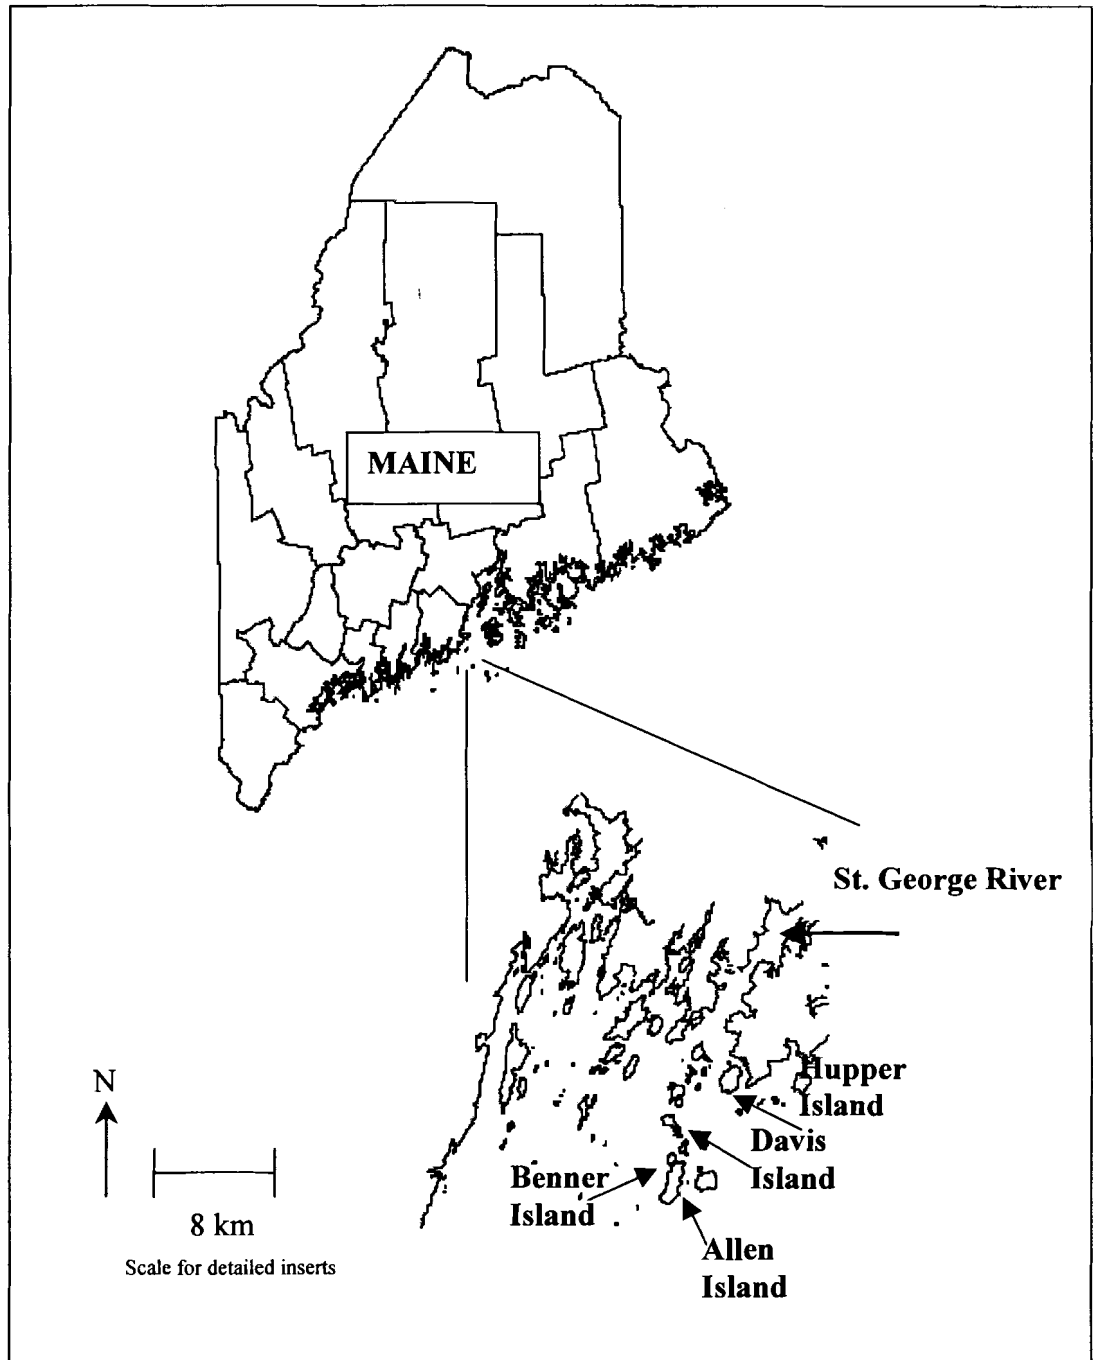 MAINE
St. George River
Hupper
Island
Davis
Island
Benner
Island
Allen
Island
N
8 km
Scale for detailed inserts